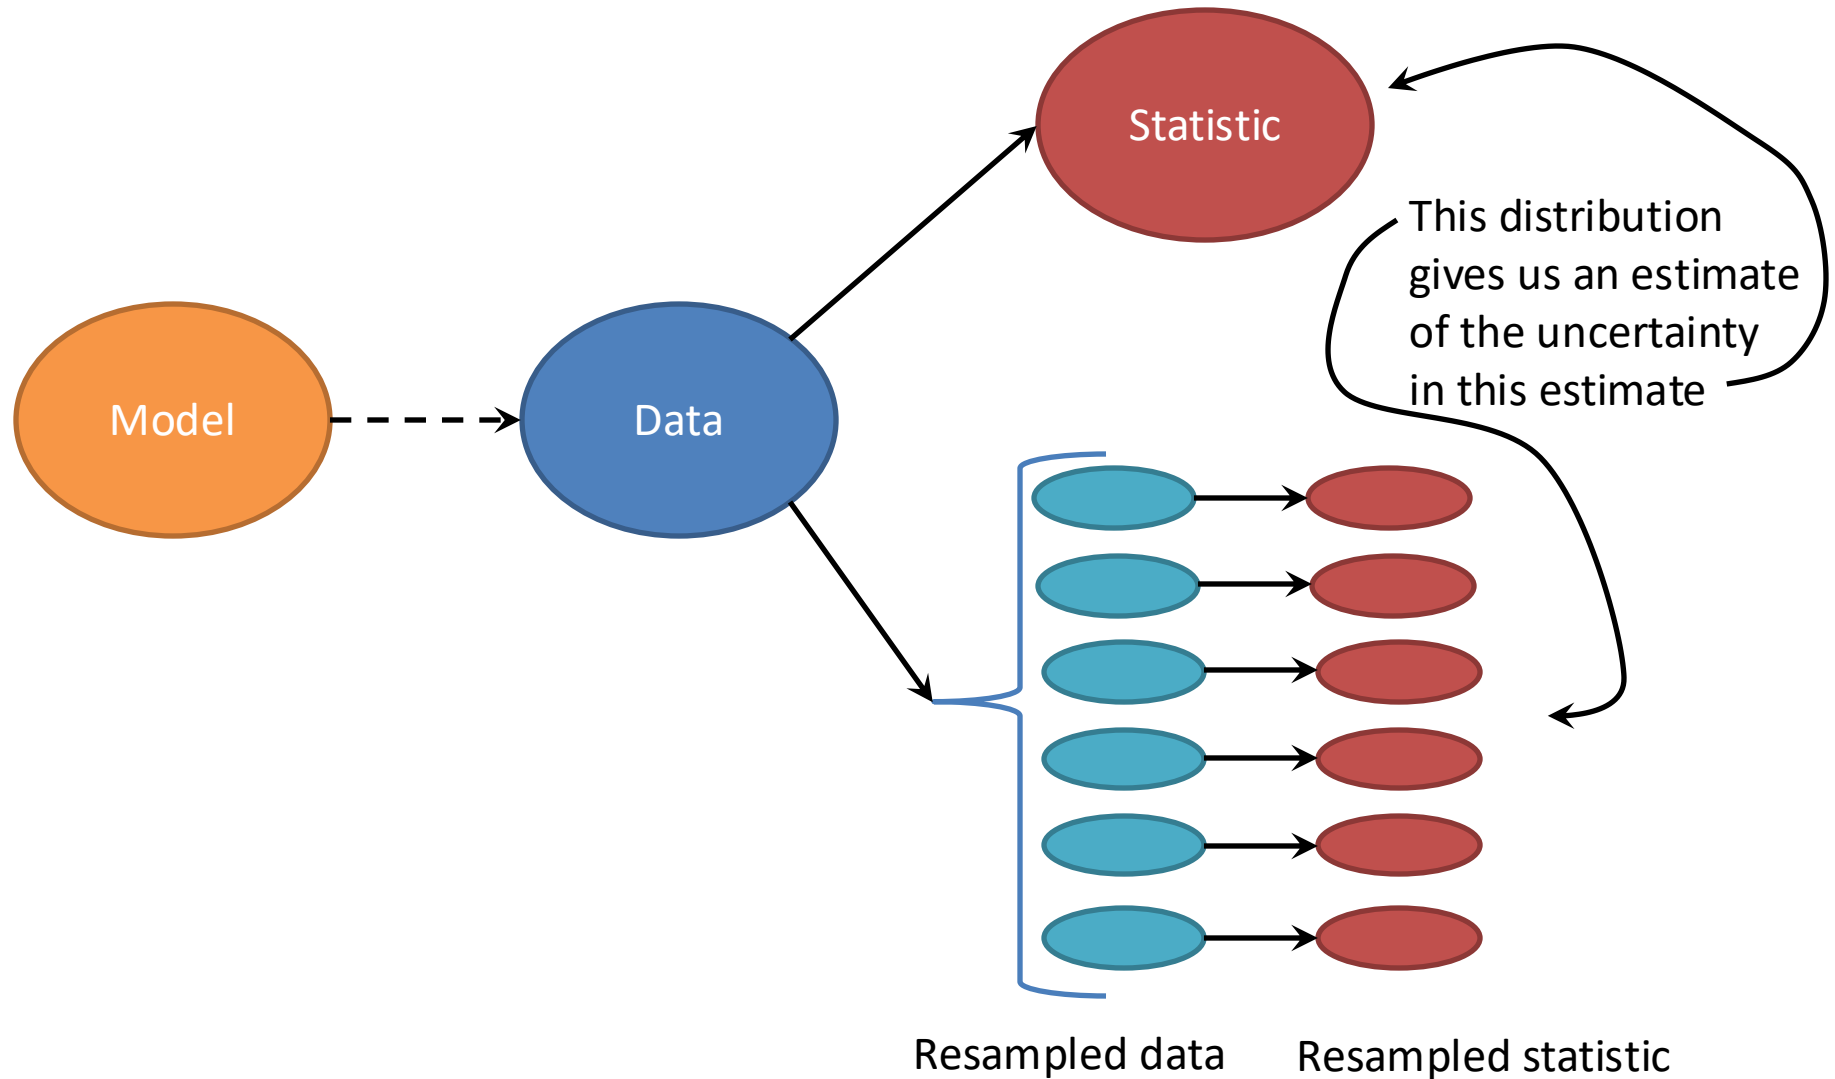 Statistic
This distribution
gives us an estimate
of the uncertainty
in this estimate
Model
Data
Resampled data
Resampled statistic